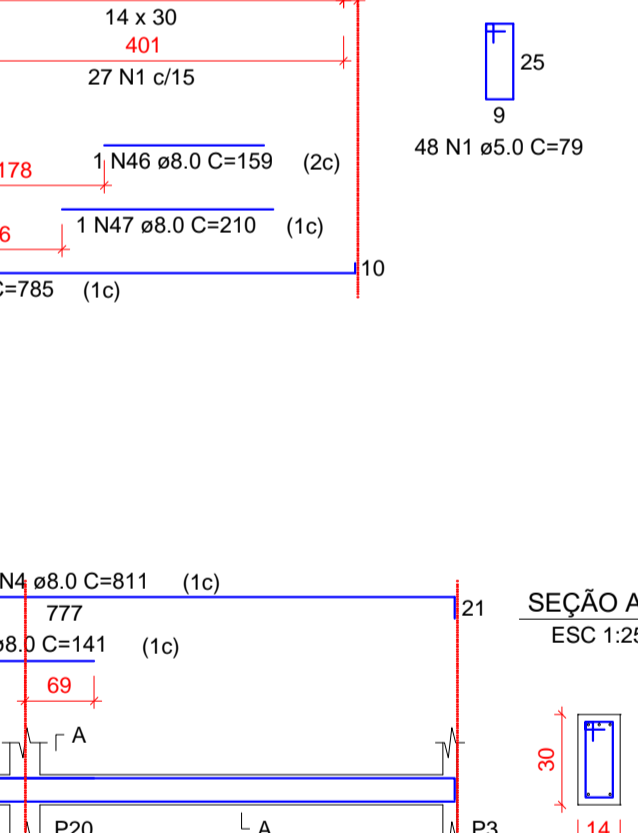 14 x 30
401
27 N1 c/15
25
9
48 N1 ø5.0 C=79
1 N46 ø8.0 C=159 (2c)
178
1 N47 ø8.0 C=210 (1c)
6
10
C=785 (1c)
N4 ø8.0 C=811 (1c)
777
21
SEÇÃO A
ESC 1:25
ø8.0 C=141 (1c)
69
A
30
P20
A
P3
14